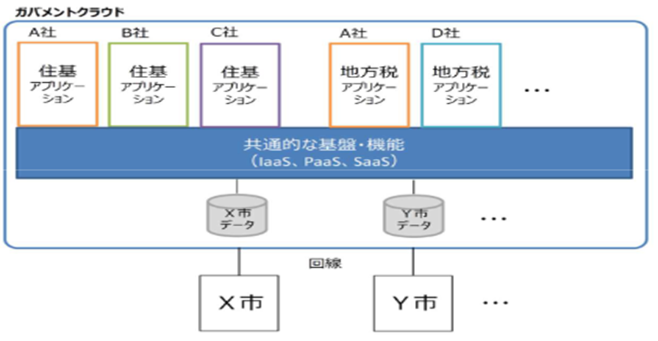 ガバメントクラウド
A社
B社
C社
A社
D社
住基
アプリケー
ション
住基
アプリケー
ション
住基
アプリケー
ション
地方税
アプリケー
ション
地方税
アプリケー
ション
...
共通的な基盤・機能
（IaaS、PaaS、SaaS）
X市
データ
Y市
データ
...
回線
X市
Y市
...